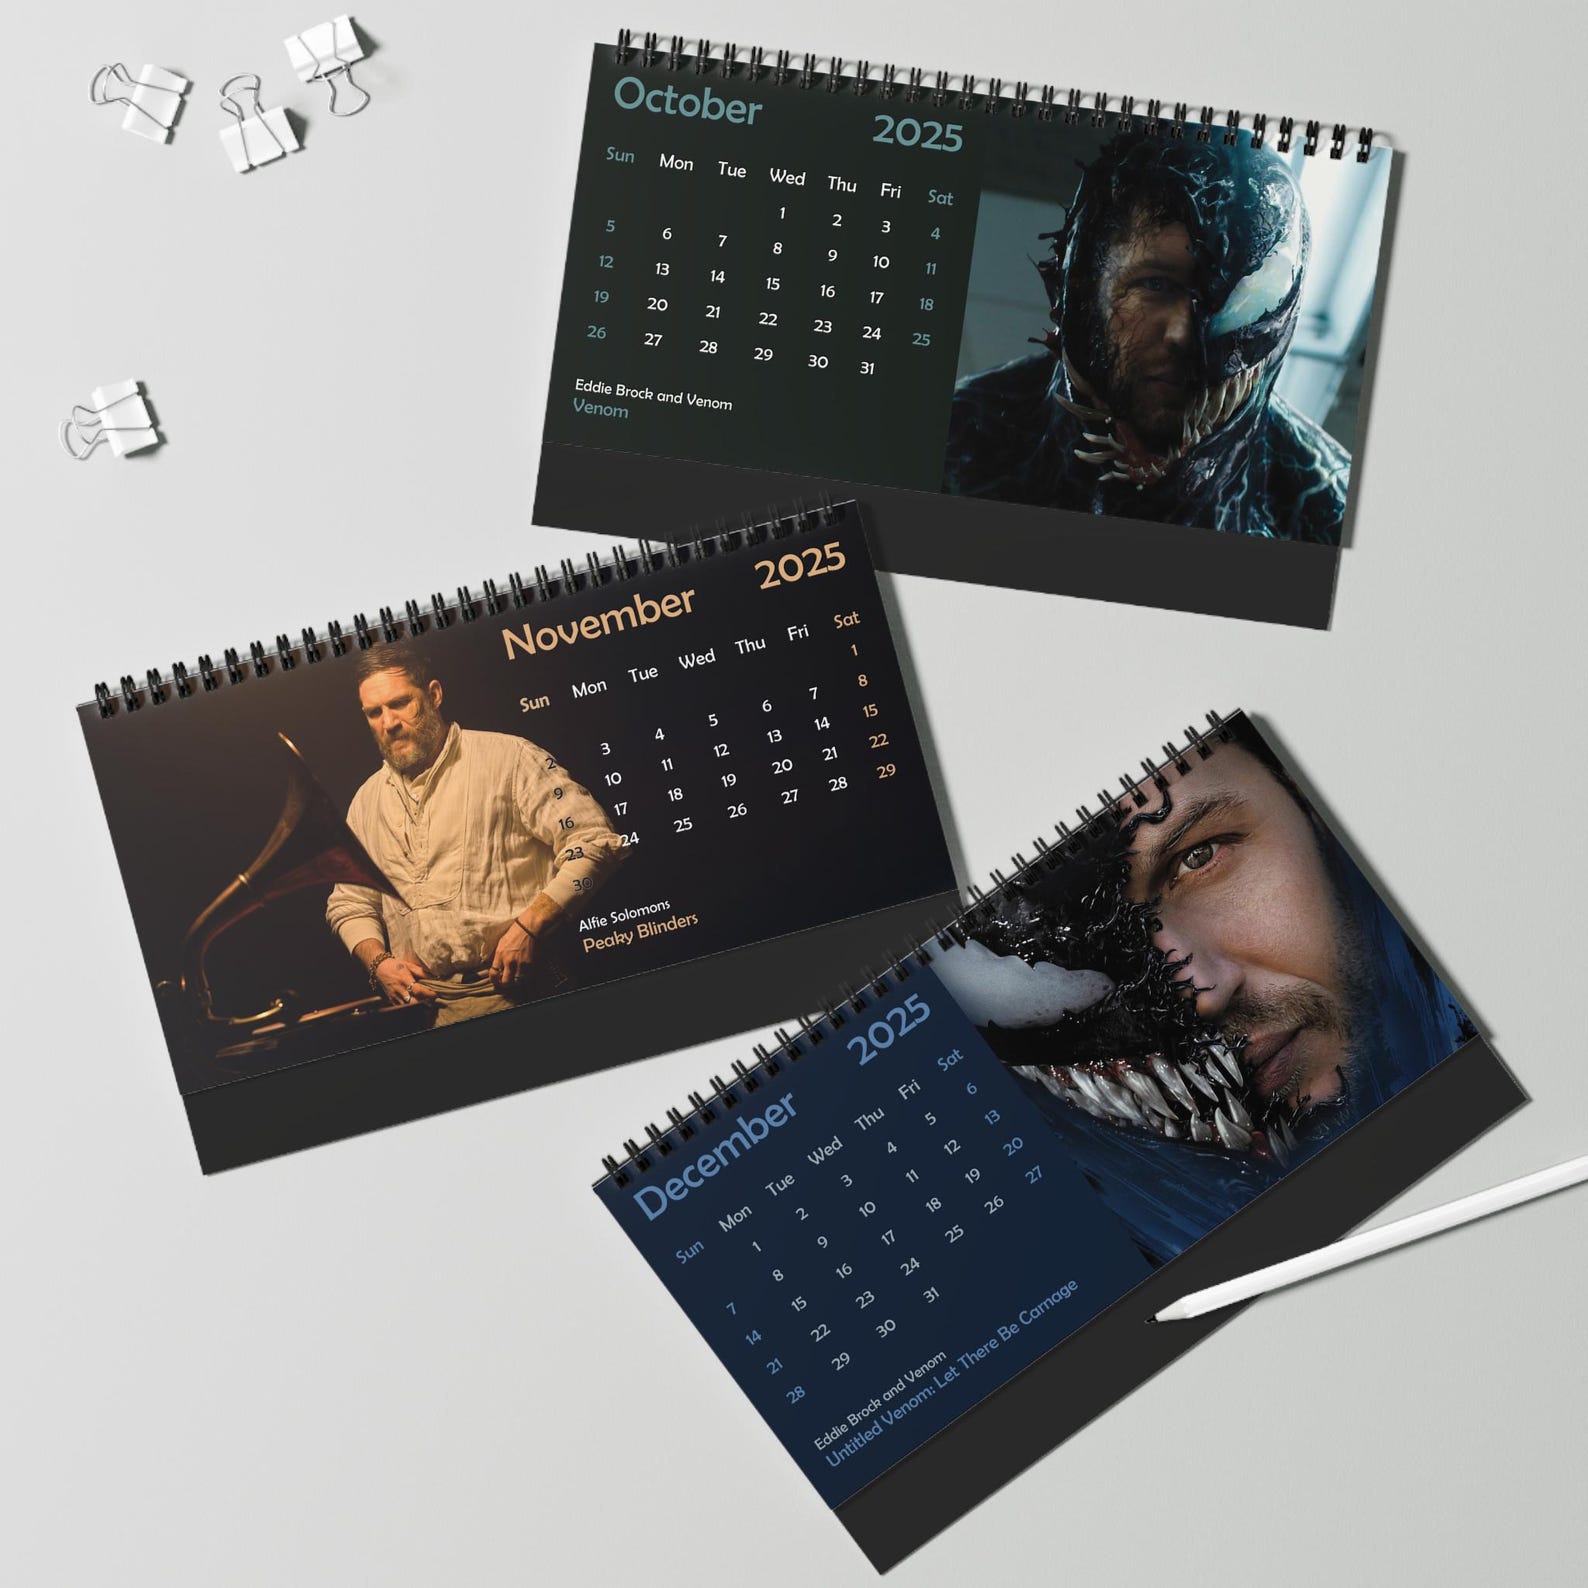 October 2025
Sun Mon Tue Wed Thu Fri Sat
1 2 3 4
5 6 7 8 9 10 11
12 13 14 15 16 17 18
19 20 21 22 23 24 25
26 27 28 29 30 31
Eddie Brock and Venom
Venom
November 2025
Sun Mon Tue Wed Thu Fri Sat
1
2 3 4 5 6 7 8
9 10 11 12 13 14 15
16 17 18 19 20 21 22
23 24 25 26 27 28 29
30
Alfie Solomons
Peaky Blinders
December 2025
Sun Mon Tue Wed Thu Fri Sat
1 2 3 4 5 6
7 8 9 10 11 12 13
14 15 16 17 18 19 20
21 22 23 24 25 26 27
28 29 30 31
Eddie Brock and Venom
Untitled Venom: Let There Be Carnage